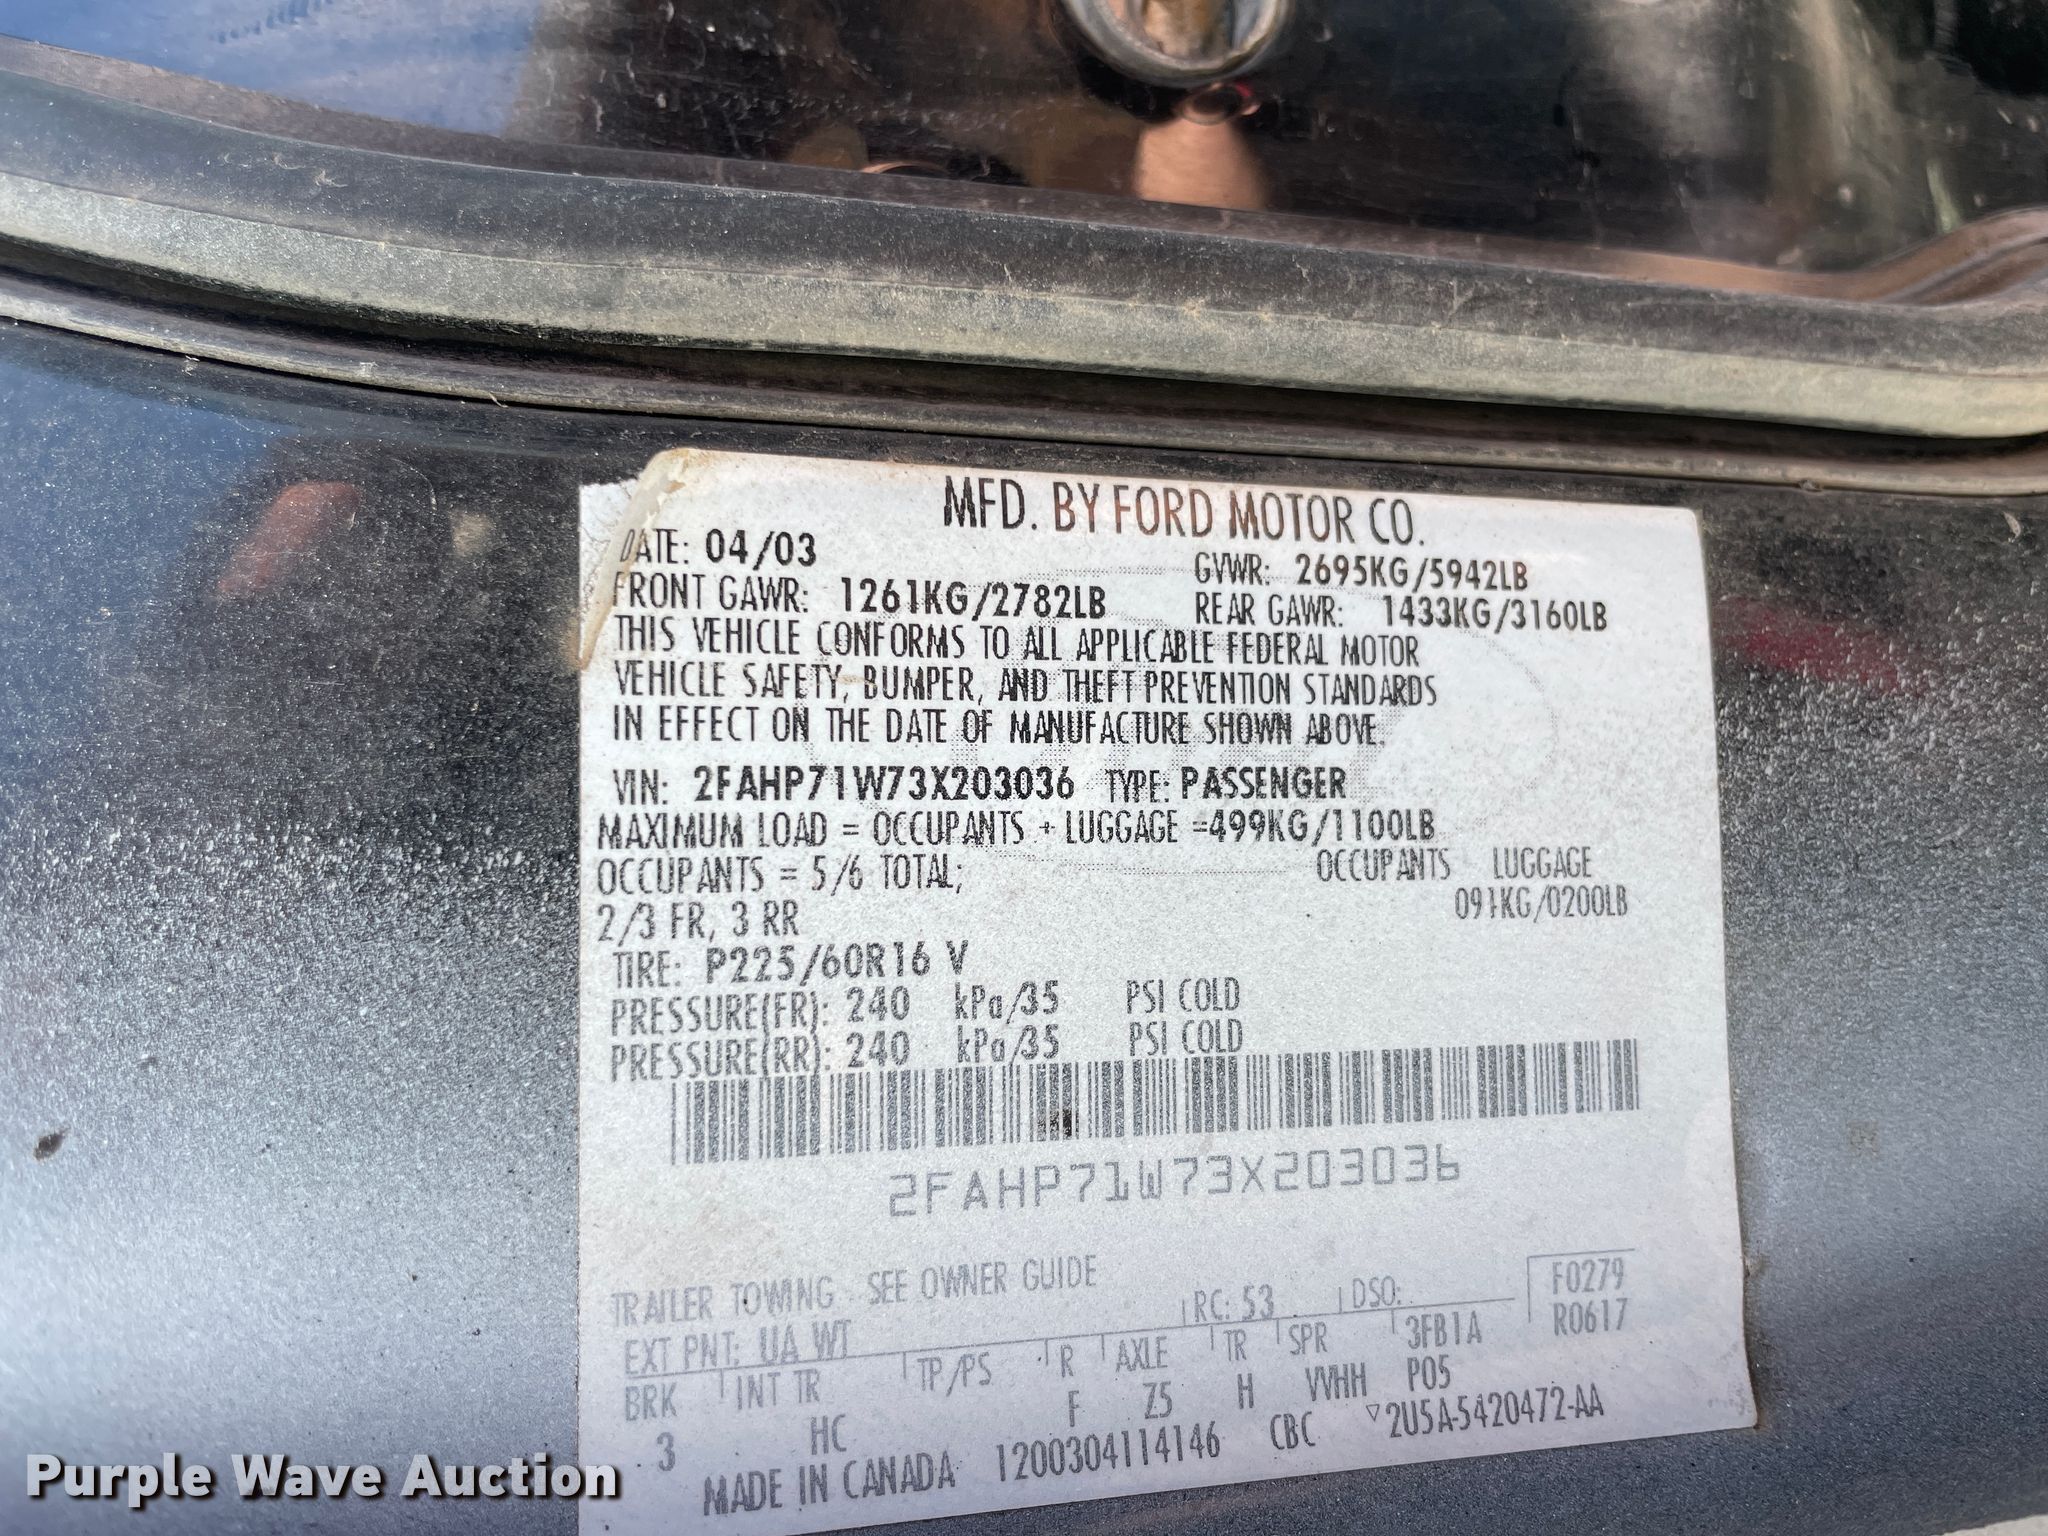 MFD. BY FORD MOTOR CO.
DATE: 04/03
GVWR: 2695KG/5942LB
FRONT GAWR: 1261KG/2782LB
REAR GAWR: 1433KG/3160LB
THIS VEHICLE CONFORMS TO ALL APPLICABLE FEDERAL MOTOR
VEHICLE SAFETY, BUMPER, AND THEFT PREVENTION STANDARDS
IN EFFECT ON THE DATE OF MANUFACTURE SHOWN ABOVE.
VIN: 2FAHP71W73X203036 TYPE: PASSENGER
MAXIMUM LOAD = OCCUPANTS + LUGGAGE =499KG/1100LB
OCCUPANTS = 5/6 TOTAL; OCCUPANTS LUGGAGE
2/3 FR, 3 RR 091KG/0200LB
TIRE: P225/60R16 V
PRESSURE(FR): 240 kPa/35 PSI COLD
PRESSURE(RR): 240 kPa/35 PSI COLD
2FAHP71W73X203036
TRAILER TOWING SEE OWNER GUIDE
EXT PNT: UA WT RC: 53 DSO: F0279
BRK INT TR TP/PS R AXLE TR SPR 3FB1A R0617
3 HC F Z5 H VVHH P05
MADE IN CANADA 1200304114146 CBC ▽2U5A-5420472-AA
Purple Wave Auction